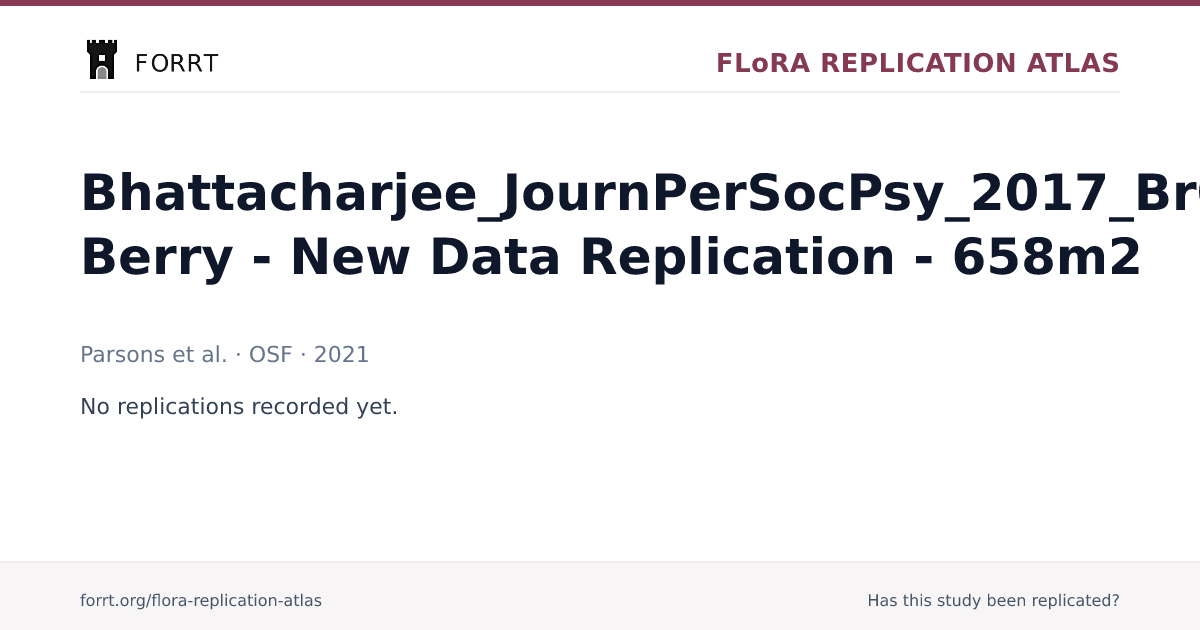 FORRT
FLoRA REPLICATION ATLAS
Bhattacharjee_JournPerSocPsy_2017_Br
Berry - New Data Replication - 658m2
Parsons et al. · OSF · 2021
No replications recorded yet.
forrt.org/flora-replication-atlas
Has this study been replicated?